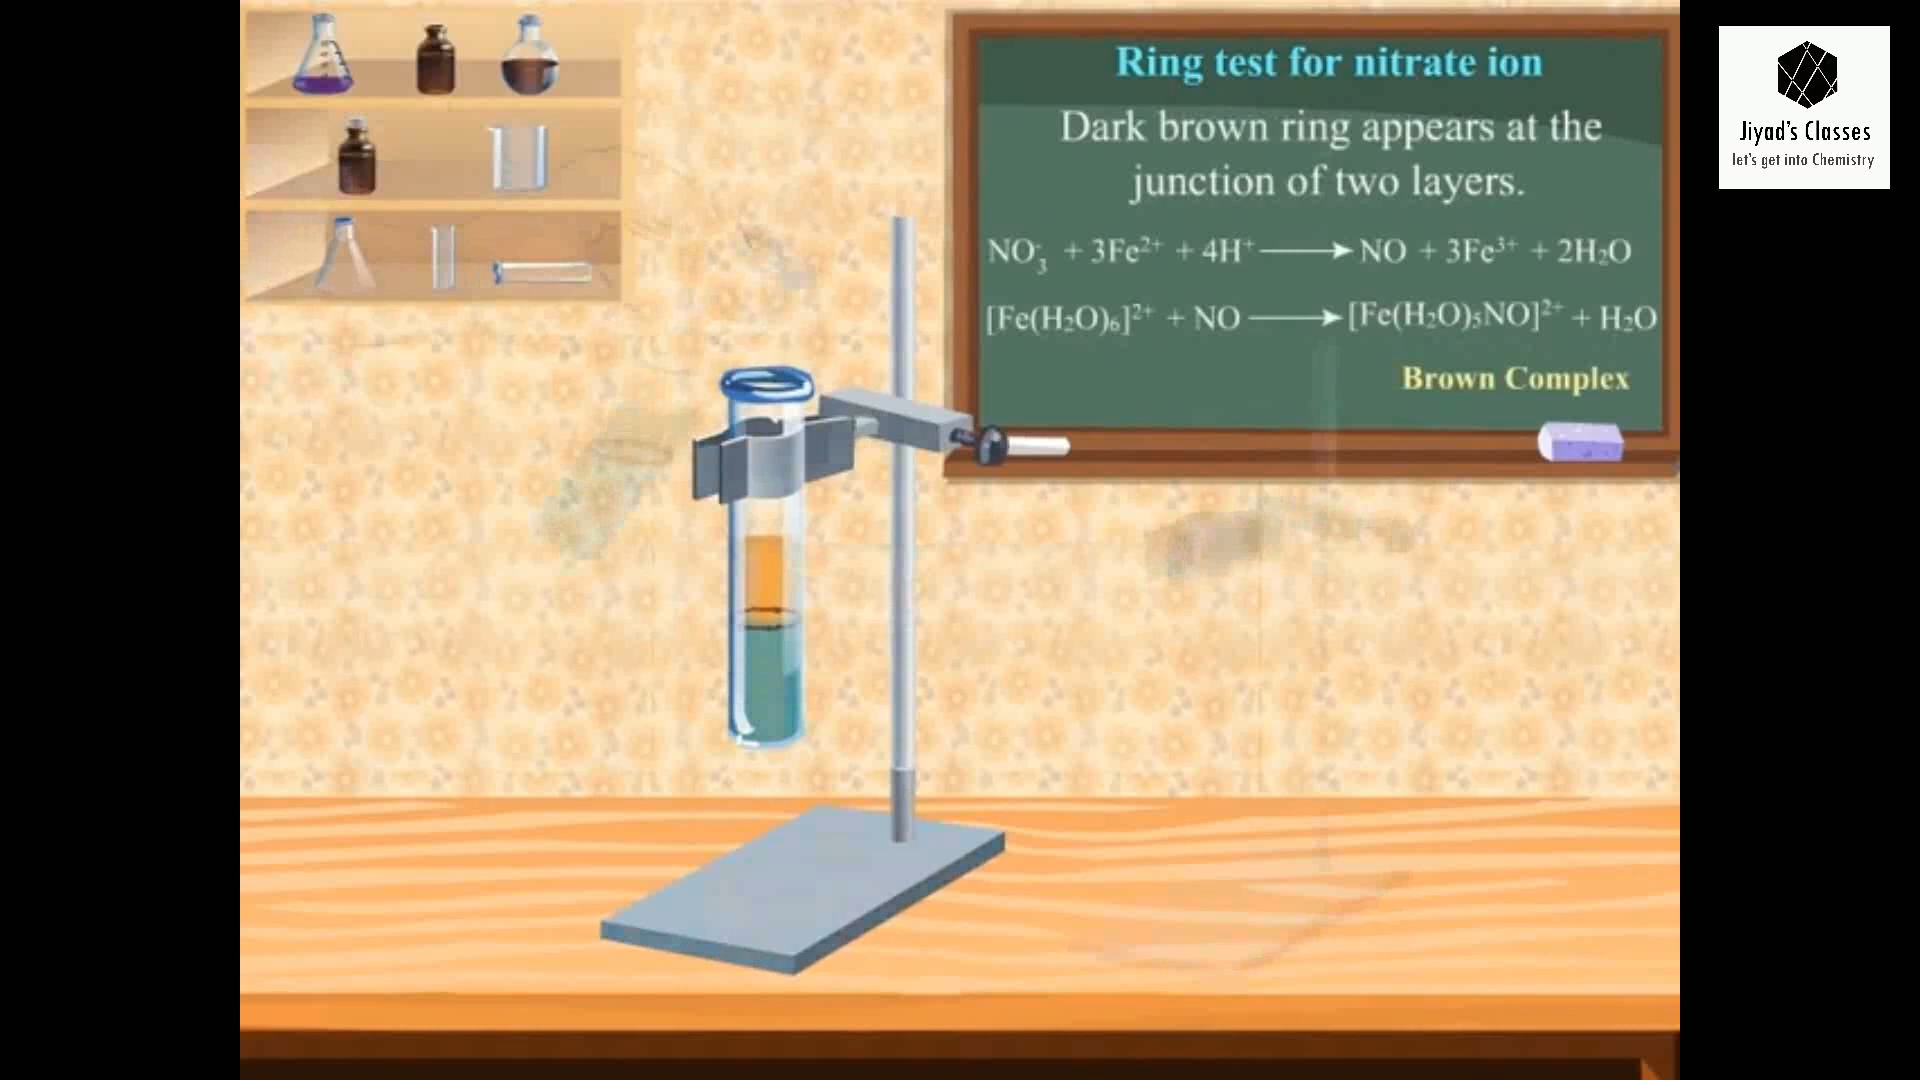 Ring test for nitrate ion
Dark brown ring appears at the
junction of two layers.
NO₃⁻ + 3Fe²⁺ + 4H⁺ ⟶ NO + 3Fe³⁺ + 2H₂O
[Fe(H₂O)₆]²⁺ + NO ⟶ [Fe(H₂O)₅NO]²⁺ + H₂O
Brown Complex
Jiyad's Classes
let's get into Chemistry